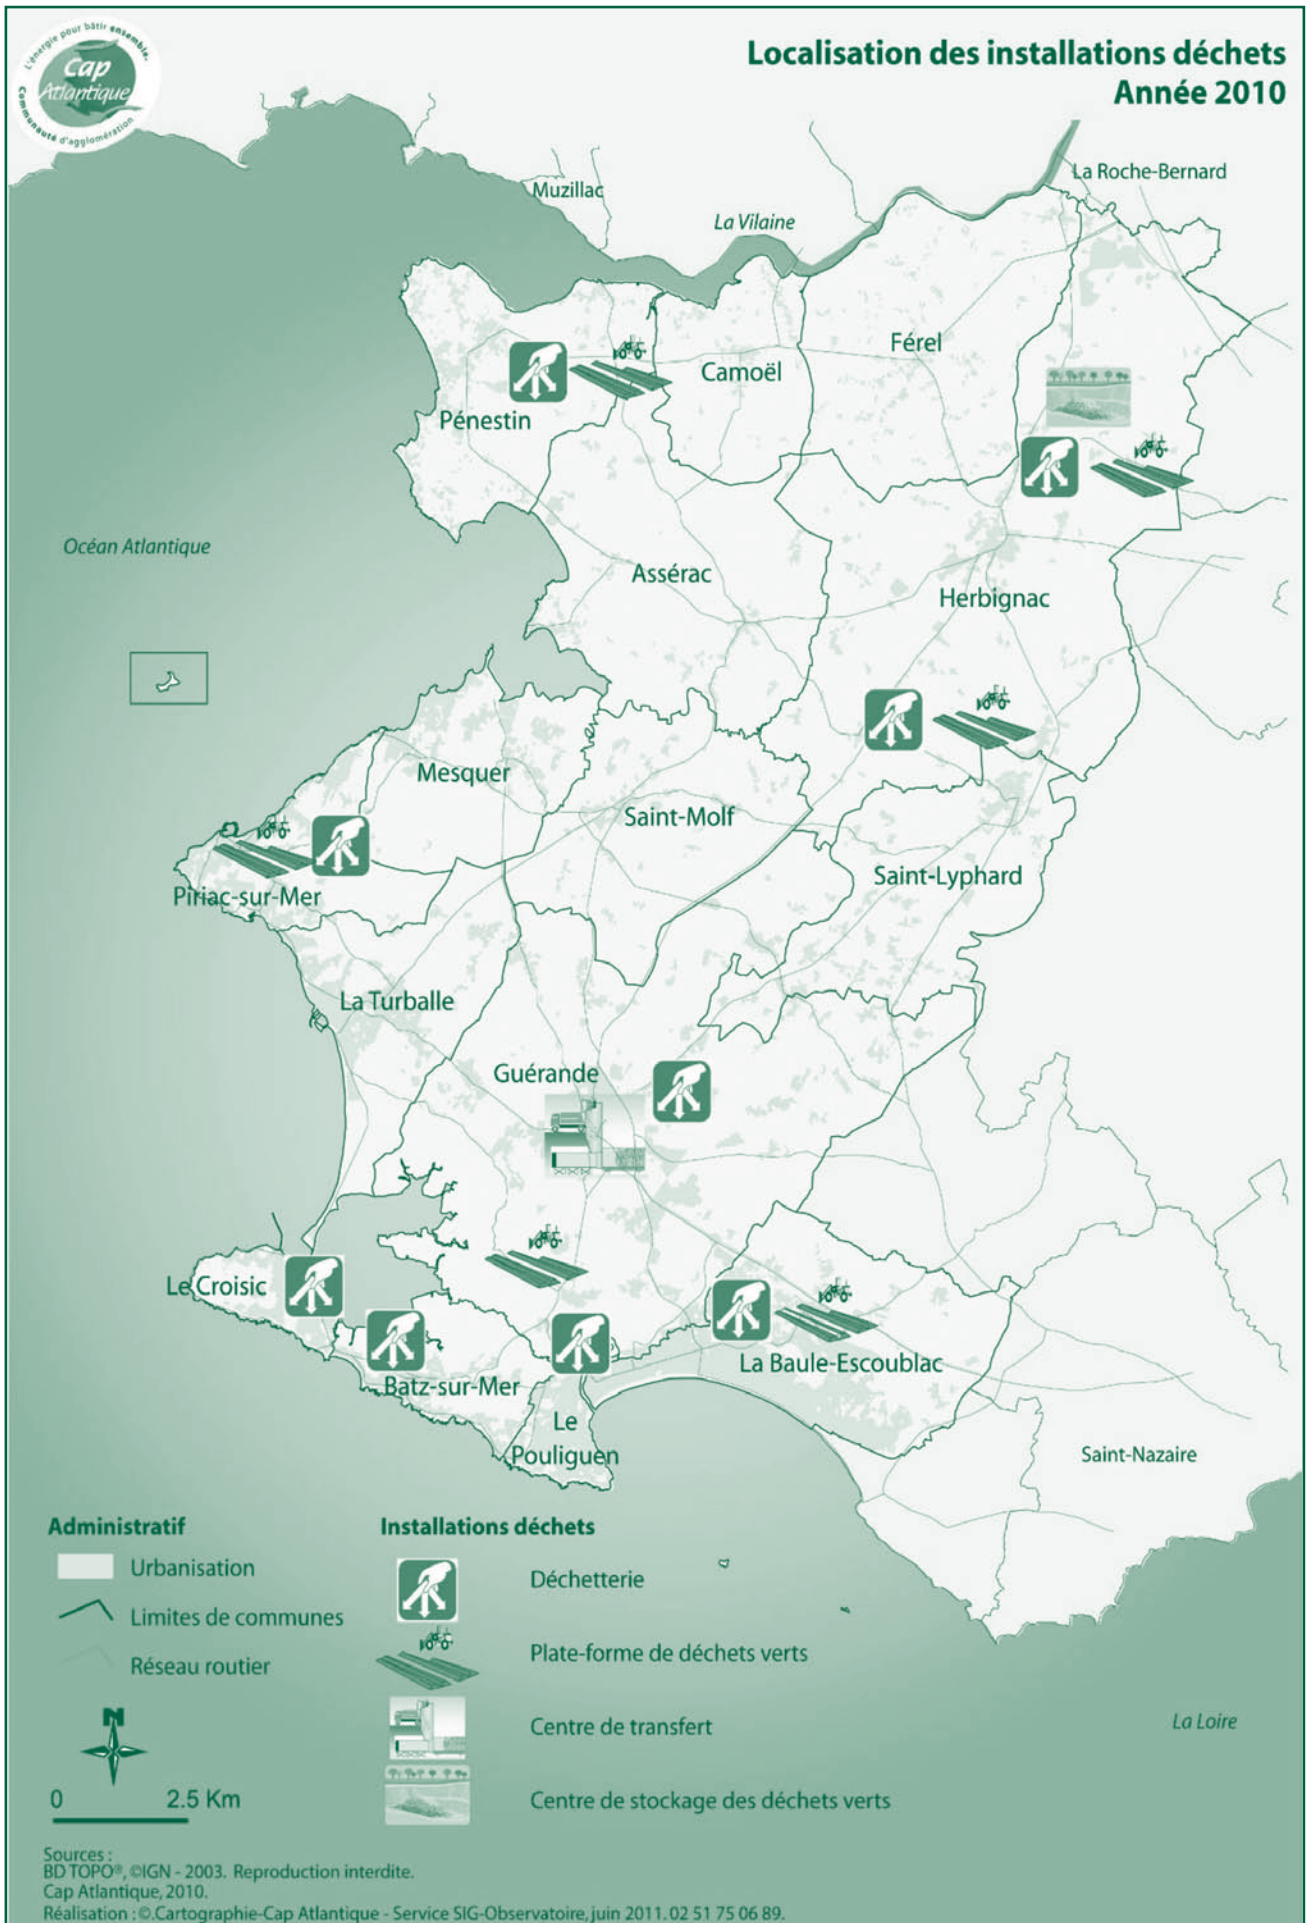 L'énergie pour bâtir ensemble.
Cap
Atlantique
Communauté d'agglomération
Localisation des installations déchets
Année 2010
La Roche-Bernard
Muzillac
La Vilaine
Férel
Camoël
Pénestin
Océan Atlantique
Assérac
Herbignac
Mesquer
Saint-Molf
Saint-Lyphard
Piriac-sur-Mer
La Turballe
Guérande
Le Croisic
La Baule-Escoublac
Batz-sur-Mer
Le
Pouliguen
Saint-Nazaire
Administratif
Urbanisation
Limites de communes
Réseau routier
Installations déchets
Déchetterie
Plate-forme de déchets verts
Centre de transfert
Centre de stockage des déchets verts
La Loire
N
0 2.5 Km
Sources :
BD TOPO®, ©IGN - 2003. Reproduction interdite.
Cap Atlantique, 2010.
Réalisation : ©.Cartographie-Cap Atlantique - Service SIG-Observatoire, juin 2011. 02 51 75 06 89.